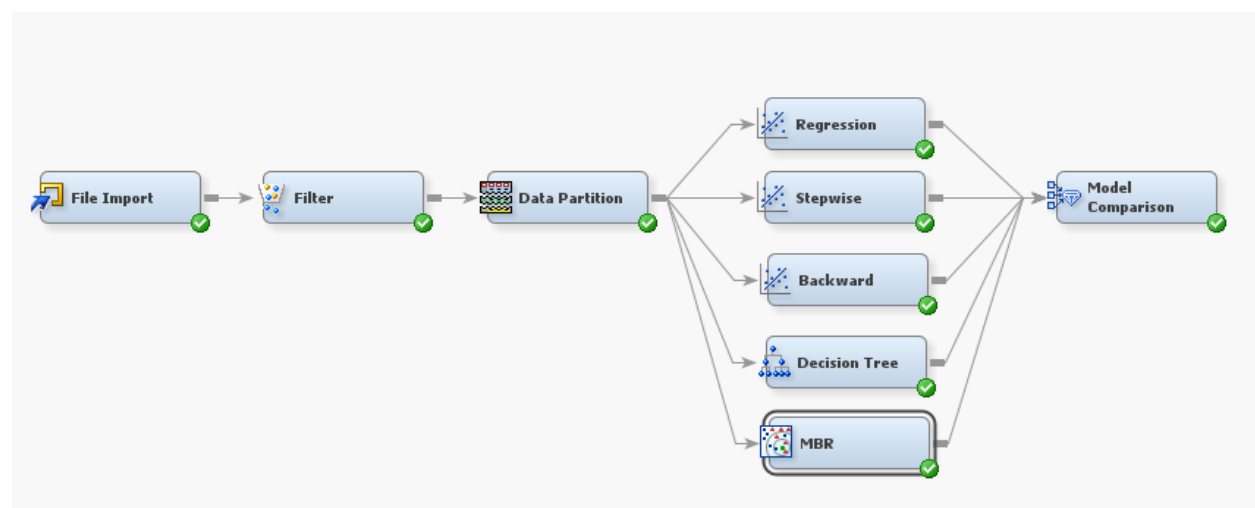 File Import
Filter
Data Partition
Regression
Stepwise
Backward
Decision Tree
MBR
Model
Comparison